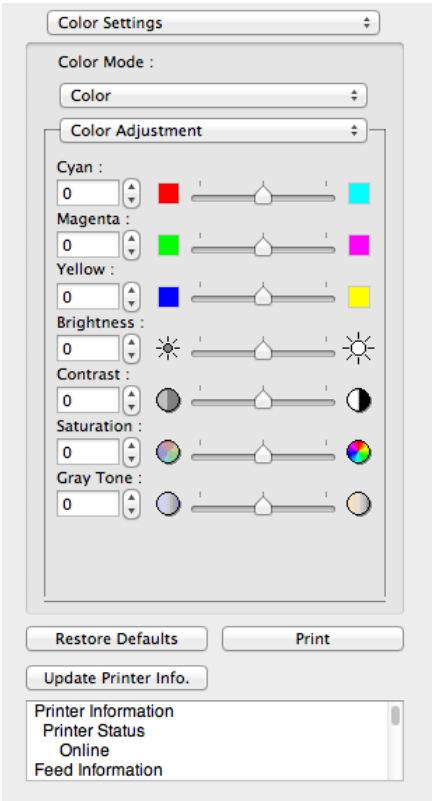 Color Settings
Color Mode :
Color
Color Adjustment
Cyan :
0
Magenta :
0
Yellow :
0
Brightness :
0
Contrast :
0
Saturation :
0
Gray Tone :
0
Restore Defaults Print
Update Printer Info.
Printer Information
Printer Status
Online
Feed Information